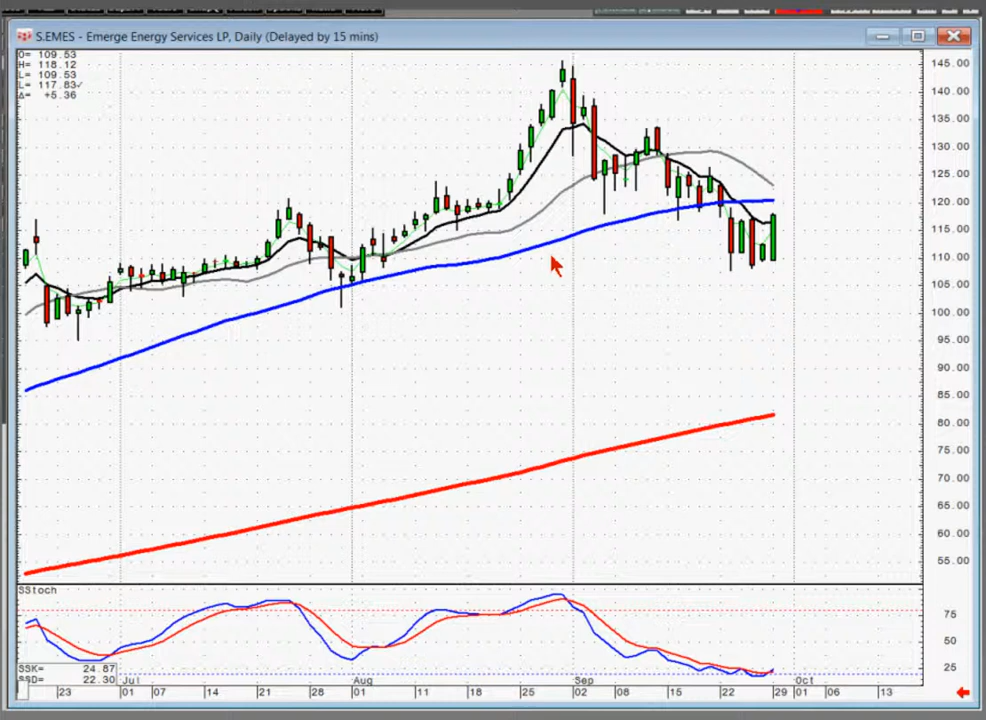 S.EMES - Emerge Energy Services LP, Daily (Delayed by 15 mins)
O= 109.53
H= 118.12
L= 109.53
L= 117.83✓
Δ= +5.36
145.00
140.00
135.00
130.00
125.00
120.00
115.00
110.00
105.00
100.00
95.00
90.00
85.00
80.00
75.00
70.00
65.00
60.00
55.00
SStoch
75
50
25
SSK= 24.87
SSD= 22.30
Jul Aug Sep Oct
23 01 07 14 21 28 01 11 18 25 02 08 15 22 29 01 06 13